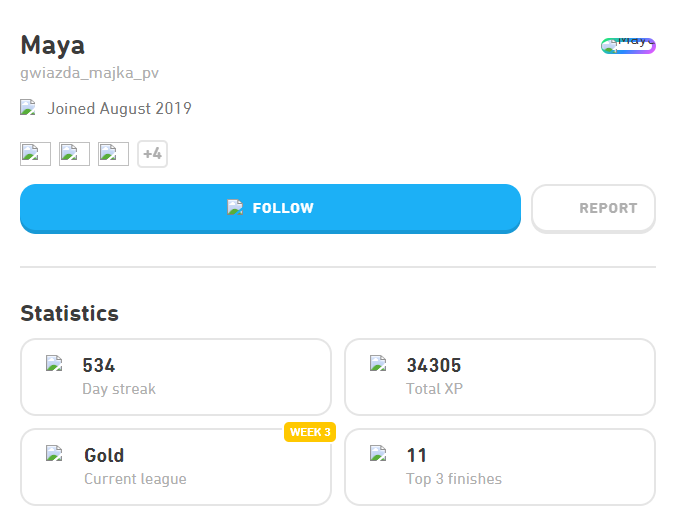 Maya
gwiazda_majka_pv
Joined August 2019
+4
FOLLOW
REPORT
Statistics
534
Day streak
34305
Total XP
WEEK 3
Gold
Current league
11
Top 3 finishes